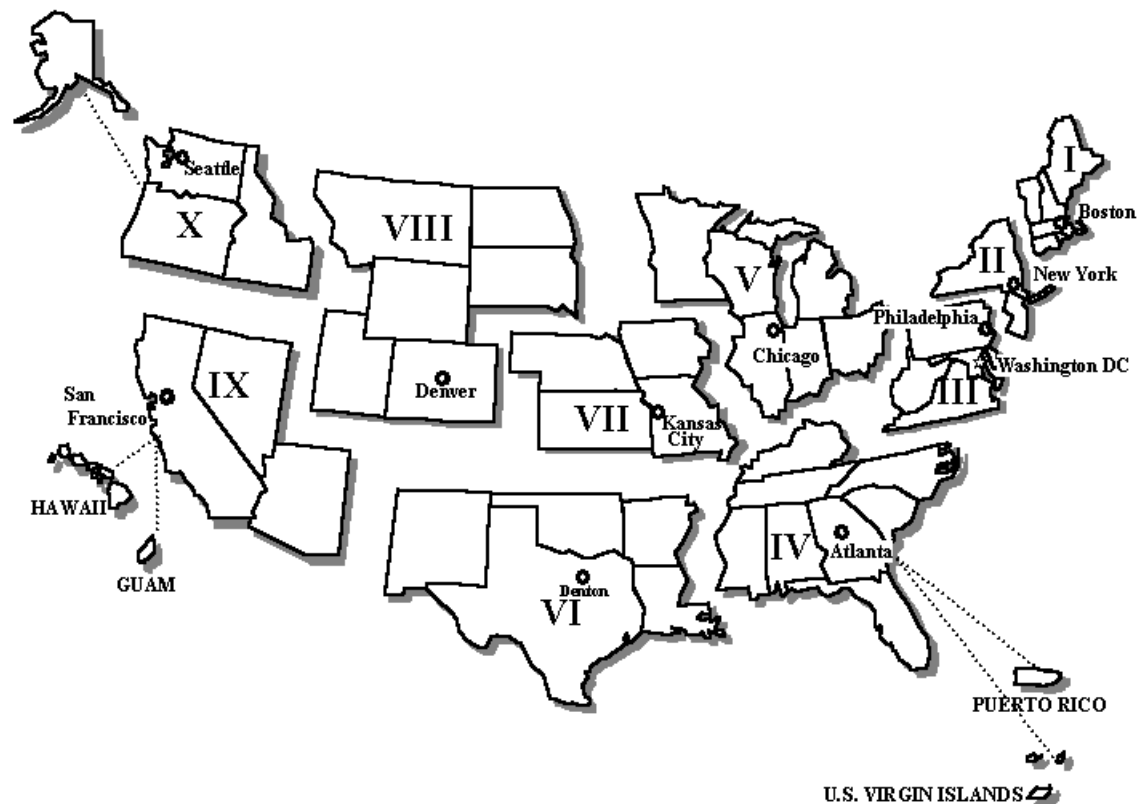 I
Seattle
Boston
X
VIII
II
V
New York
Philadelphia
Chicago
Washington DC
IX
Denver
III
San
Francisco
VII
Kansas
City
HAWAII
IV
Atlanta
GUAM
Denton
VI
PUERTO RICO
U.S. VIRGIN ISLANDS